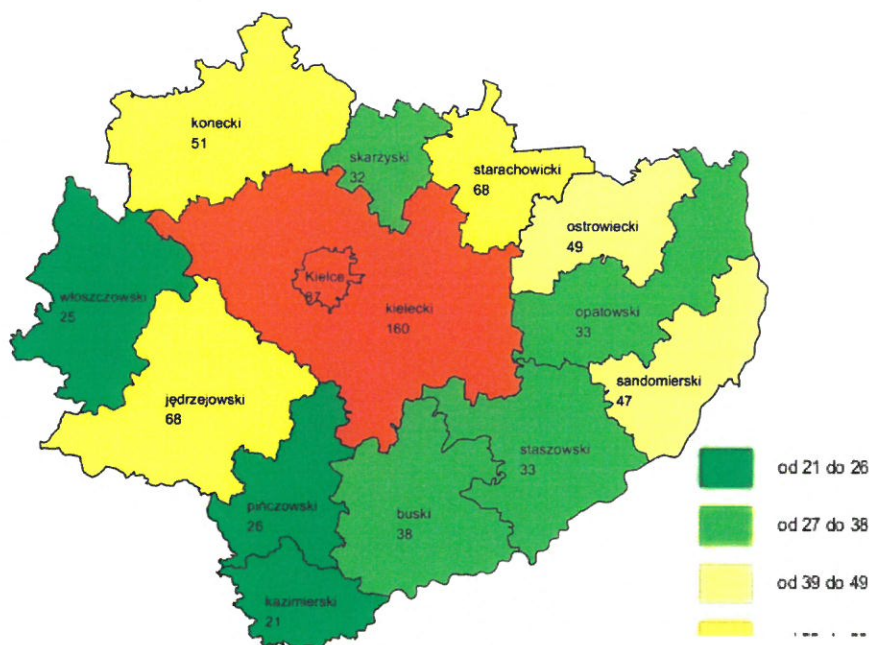 konecki
51
skarżyski
32
starachowicki
68
ostrowiecki
49
Kielce
67
kielecki
160
włoszczowski
25
opatowski
33
sandomierski
47
jędrzejowski
68
staszowski
33
pińczowski
26
buski
38
kazimierski
21
od 21 do 26
od 27 do 38
od 39 do 49